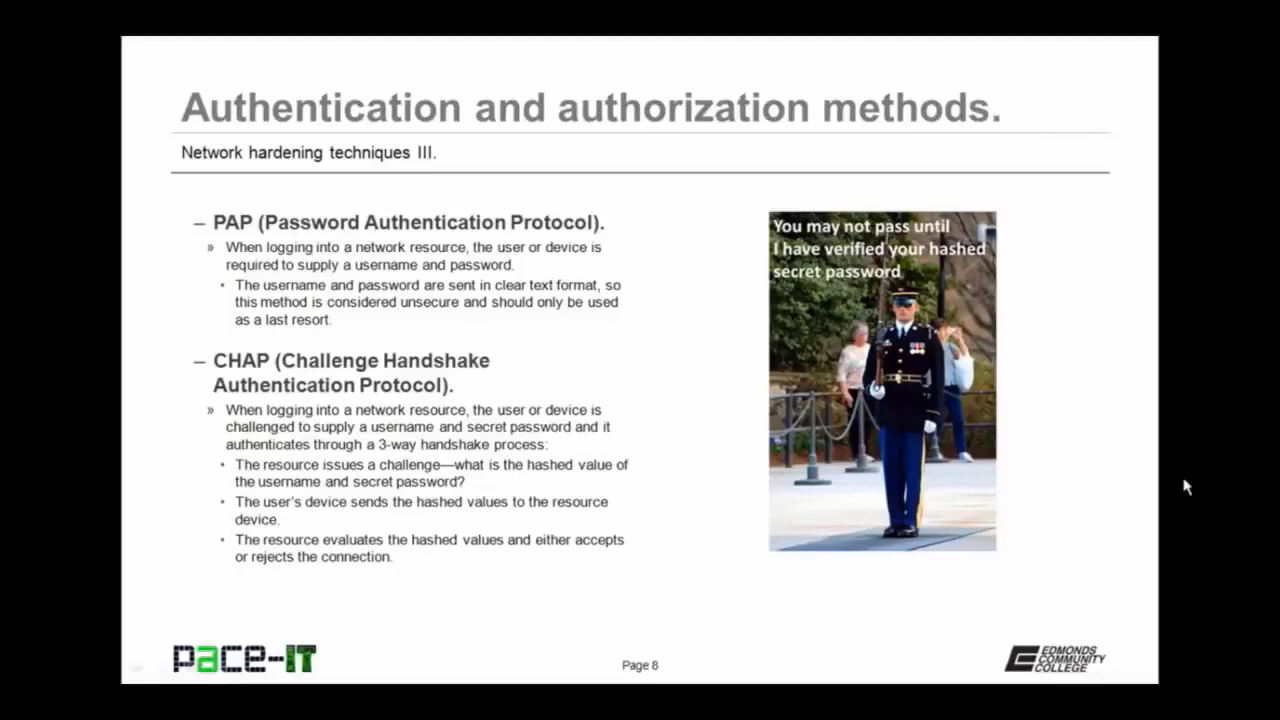 Authentication and authorization methods.
Network hardening techniques III.
– PAP (Password Authentication Protocol).
» When logging into a network resource, the user or device is
required to supply a username and password.
• The username and password are sent in clear text format, so
this method is considered unsecure and should only be used
as a last resort.
– CHAP (Challenge Handshake
Authentication Protocol).
» When logging into a network resource, the user or device is
challenged to supply a username and secret password and it
authenticates through a 3-way handshake process:
• The resource issues a challenge—what is the hashed value of
the username and secret password?
• The user's device sends the hashed values to the resource
device.
• The resource evaluates the hashed values and either accepts
or rejects the connection.
You may not pass until
I have verified your hashed
secret password
pace-IT
Page 8
EDMONDS
COMMUNITY
COLLEGE